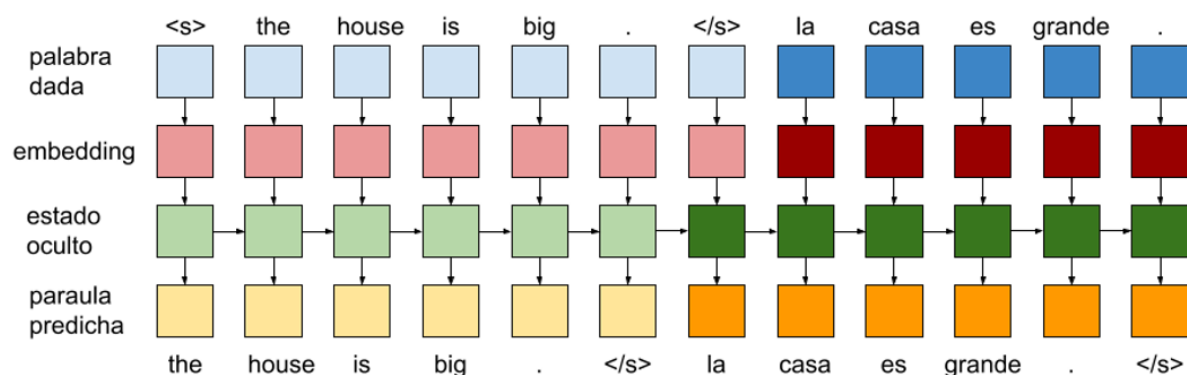 <s> the house is big . </s> la casa es grande .
palabra
dada
embedding
estado
oculto
paraula
predicha
the house is big . </s> la casa es grande . </s>